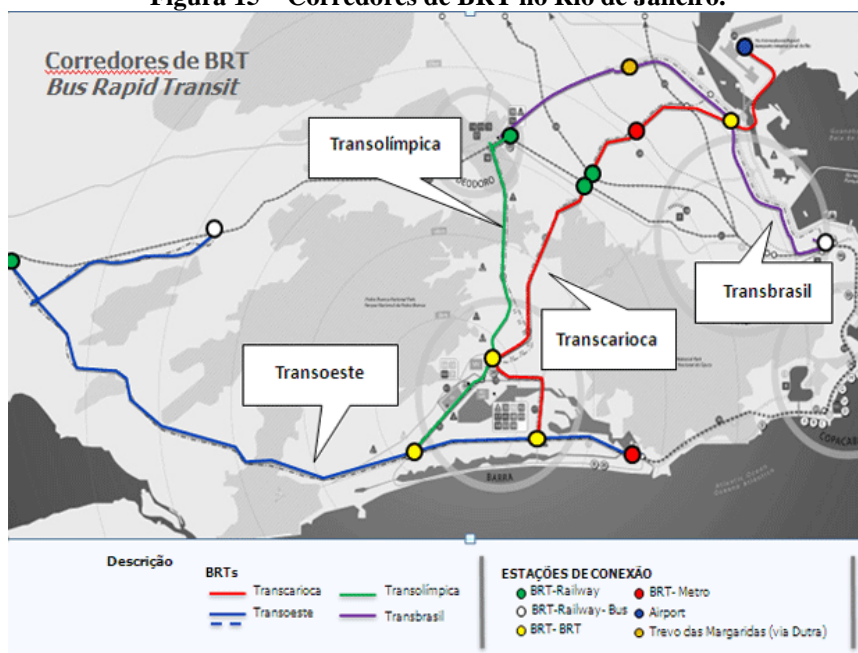 Figura 15 – Corredores de BRT no Rio de Janeiro.
Corredores de BRT
Bus Rapid Transit
Transolímpica
DEODORO
Transbrasil
Transcarioca
Transoeste
BARRA
Descrição
BRTs
Transcarioca
Transolímpica
Transoeste
Transbrasil
ESTAÇÕES DE CONEXÃO
BRT-Railway
BRT- Metro
BRT-Railway- Bus
Airport
BRT- BRT
Trevo das Margaridas (via Dutra)